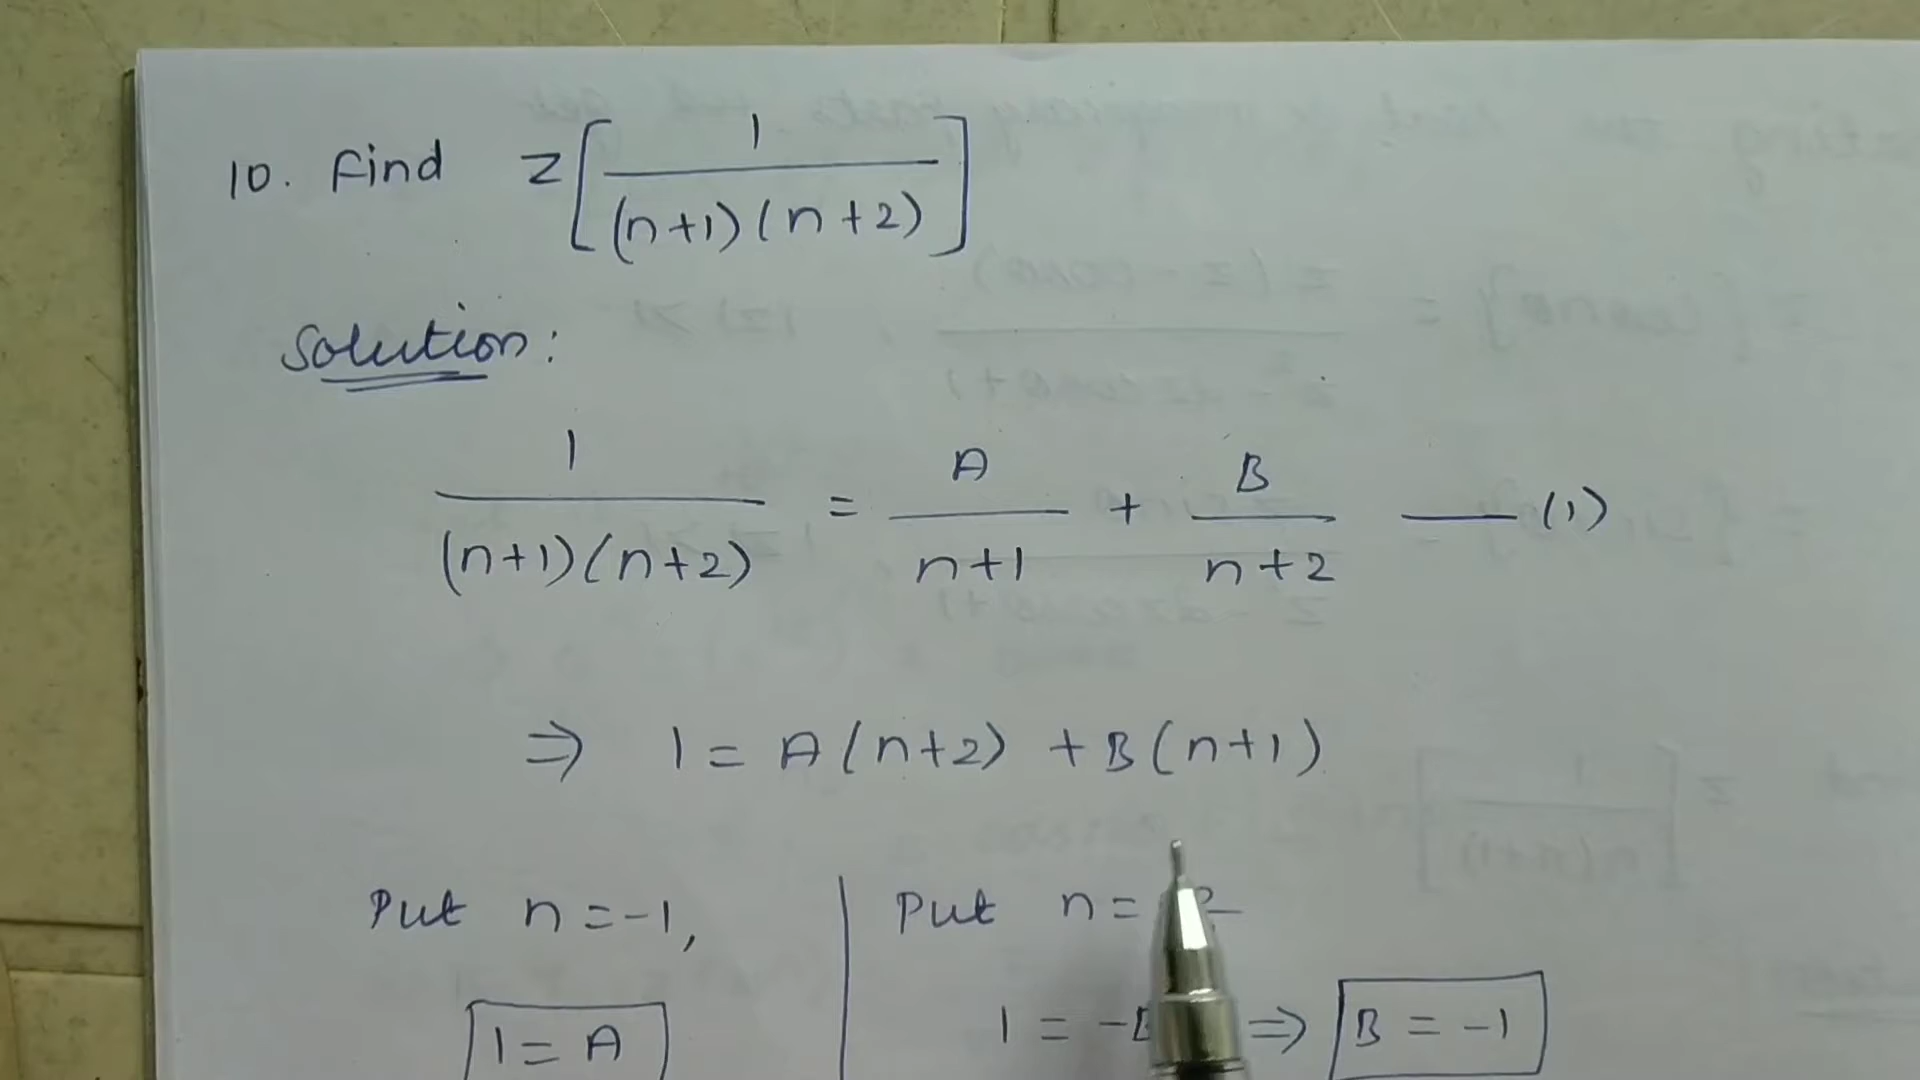 10. Find Z[1/((n+1)(n+2))]
Solution:
1/((n+1)(n+2)) = A/(n+1) + B/(n+2) —— (1)
⇒ 1 = A(n+2) + B(n+1)
Put n = -1, | Put n =
1 = A | 1 = -B ⇒ B = -1